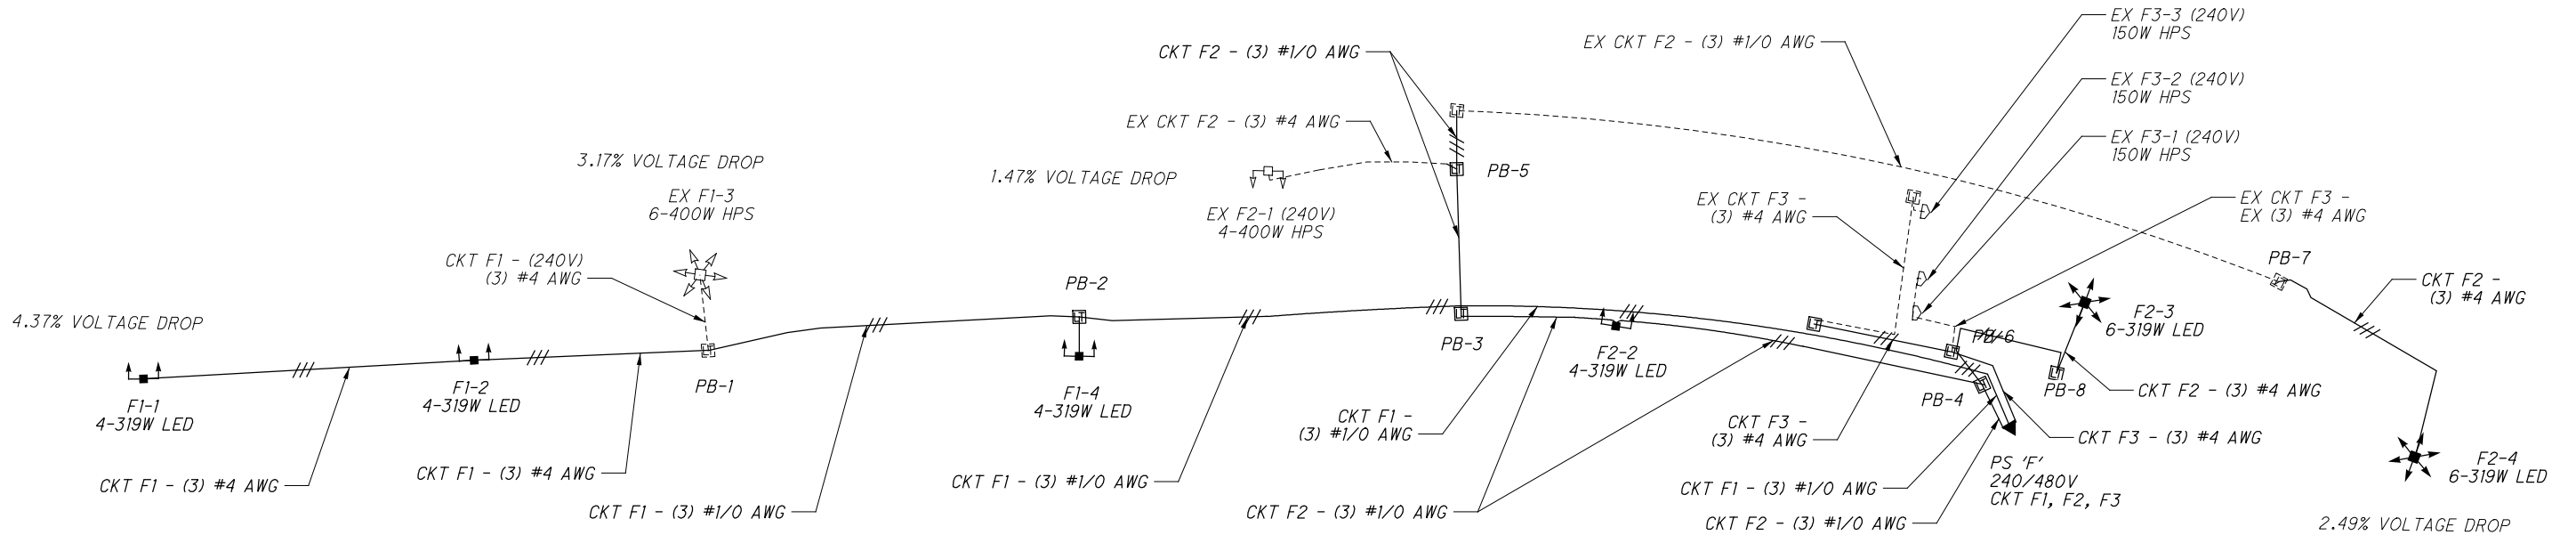 EX F3-3 (240V)
150W HPS
EX CKT F2 - (3) #1/0 AWG
CKT F2 - (3) #1/0 AWG
EX F3-2 (240V)
150W HPS
EX CKT F2 - (3) #4 AWG
EX F3-1 (240V)
150W HPS
3.17% VOLTAGE DROP
1.47% VOLTAGE DROP
PB-5
EX F1-3
6-400W HPS
EX F2-1 (240V)
4-400W HPS
EX CKT F3 -
(3) #4 AWG
EX CKT F3 -
EX (3) #4 AWG
CKT F1 - (240V)
(3) #4 AWG
PB-2
PB-7
CKT F2 -
(3) #4 AWG
4.37% VOLTAGE DROP
F2-3
6-319W LED
PB-3
PB-6
F2-2
4-319W LED
PB-1
F1-2
4-319W LED
F1-1
4-319W LED
F1-4
4-319W LED
PB-4
PB-8
CKT F2 - (3) #4 AWG
CKT F1 -
(3) #1/0 AWG
CKT F3 -
(3) #4 AWG
CKT F3 - (3) #4 AWG
CKT F1 - (3) #4 AWG
CKT F1 - (3) #4 AWG
CKT F1 - (3) #1/0 AWG
CKT F1 - (3) #1/0 AWG
CKT F2 - (3) #1/0 AWG
CKT F1 - (3) #1/0 AWG
CKT F2 - (3) #1/0 AWG
PS 'F'
240/480V
CKT F1, F2, F3
F2-4
6-319W LED
2.49% VOLTAGE DROP